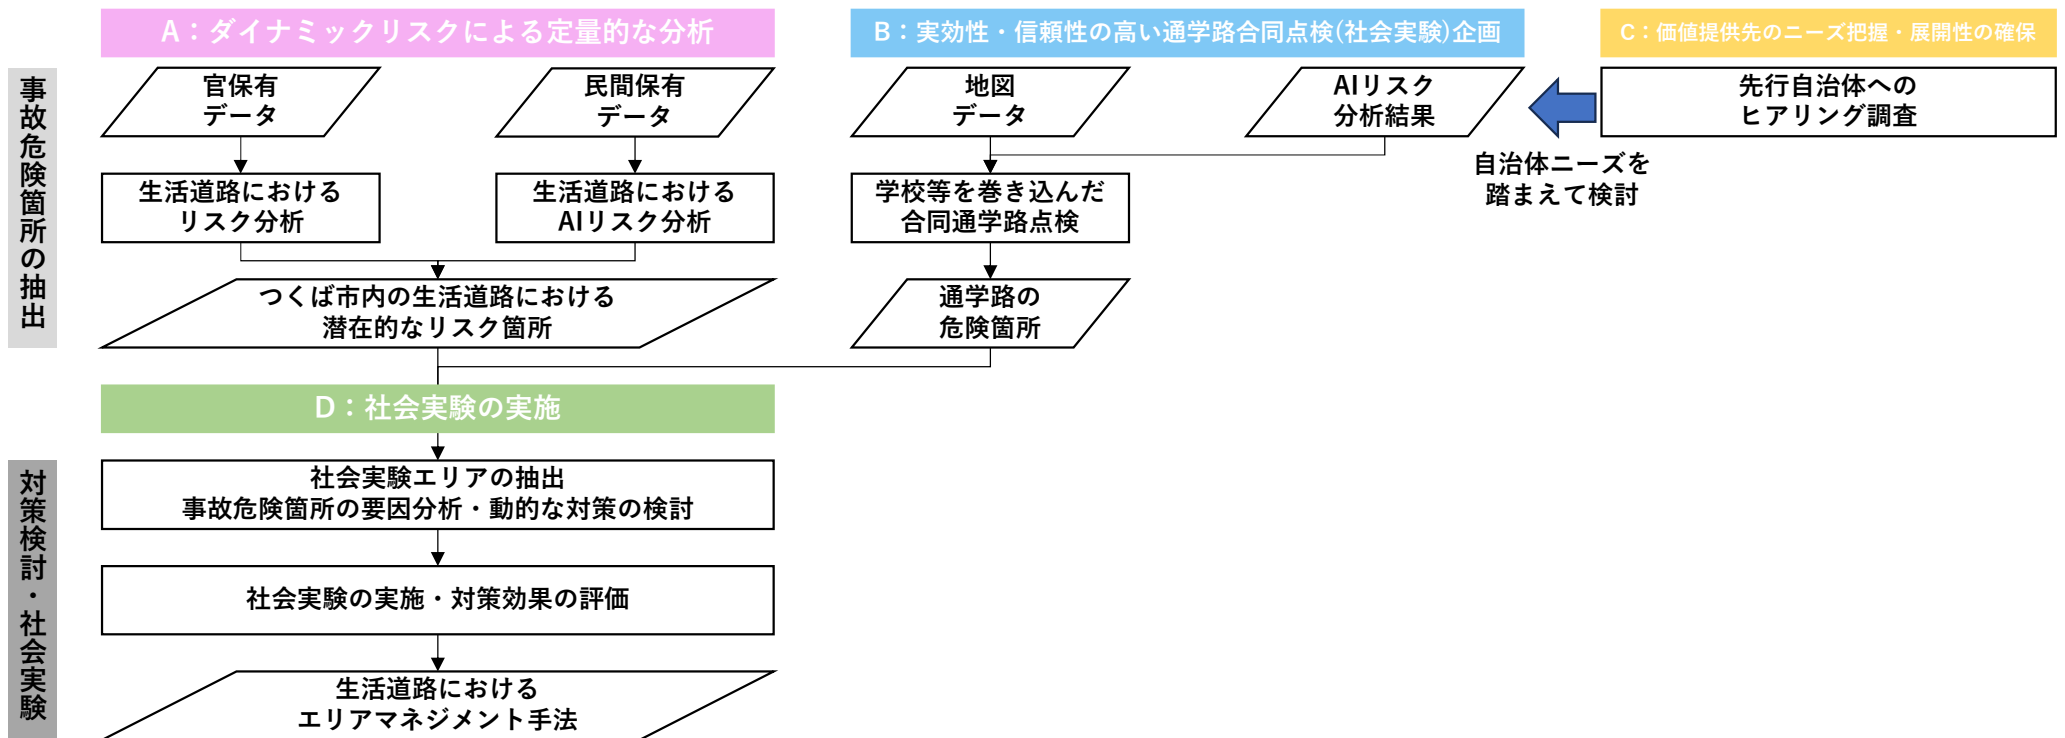 A：ダイナミックリスクによる定量的な分析
B：実効性・信頼性の高い通学路合同点検(社会実験)企画
C：価値提供先のニーズ把握・展開性の確保
事故危険箇所の抽出
官保有
データ
民間保有
データ
地図
データ
AIリスク
分析結果
先行自治体への
ヒアリング調査
自治体ニーズを
踏まえて検討
生活道路における
リスク分析
生活道路における
AIリスク分析
学校等を巻き込んだ
合同通学路点検
つくば市内の生活道路における
潜在的なリスク箇所
通学路の
危険箇所
D：社会実験の実施
対策検討・社会実験
社会実験エリアの抽出
事故危険箇所の要因分析・動的な対策の検討
社会実験の実施・対策効果の評価
生活道路における
エリアマネジメント手法